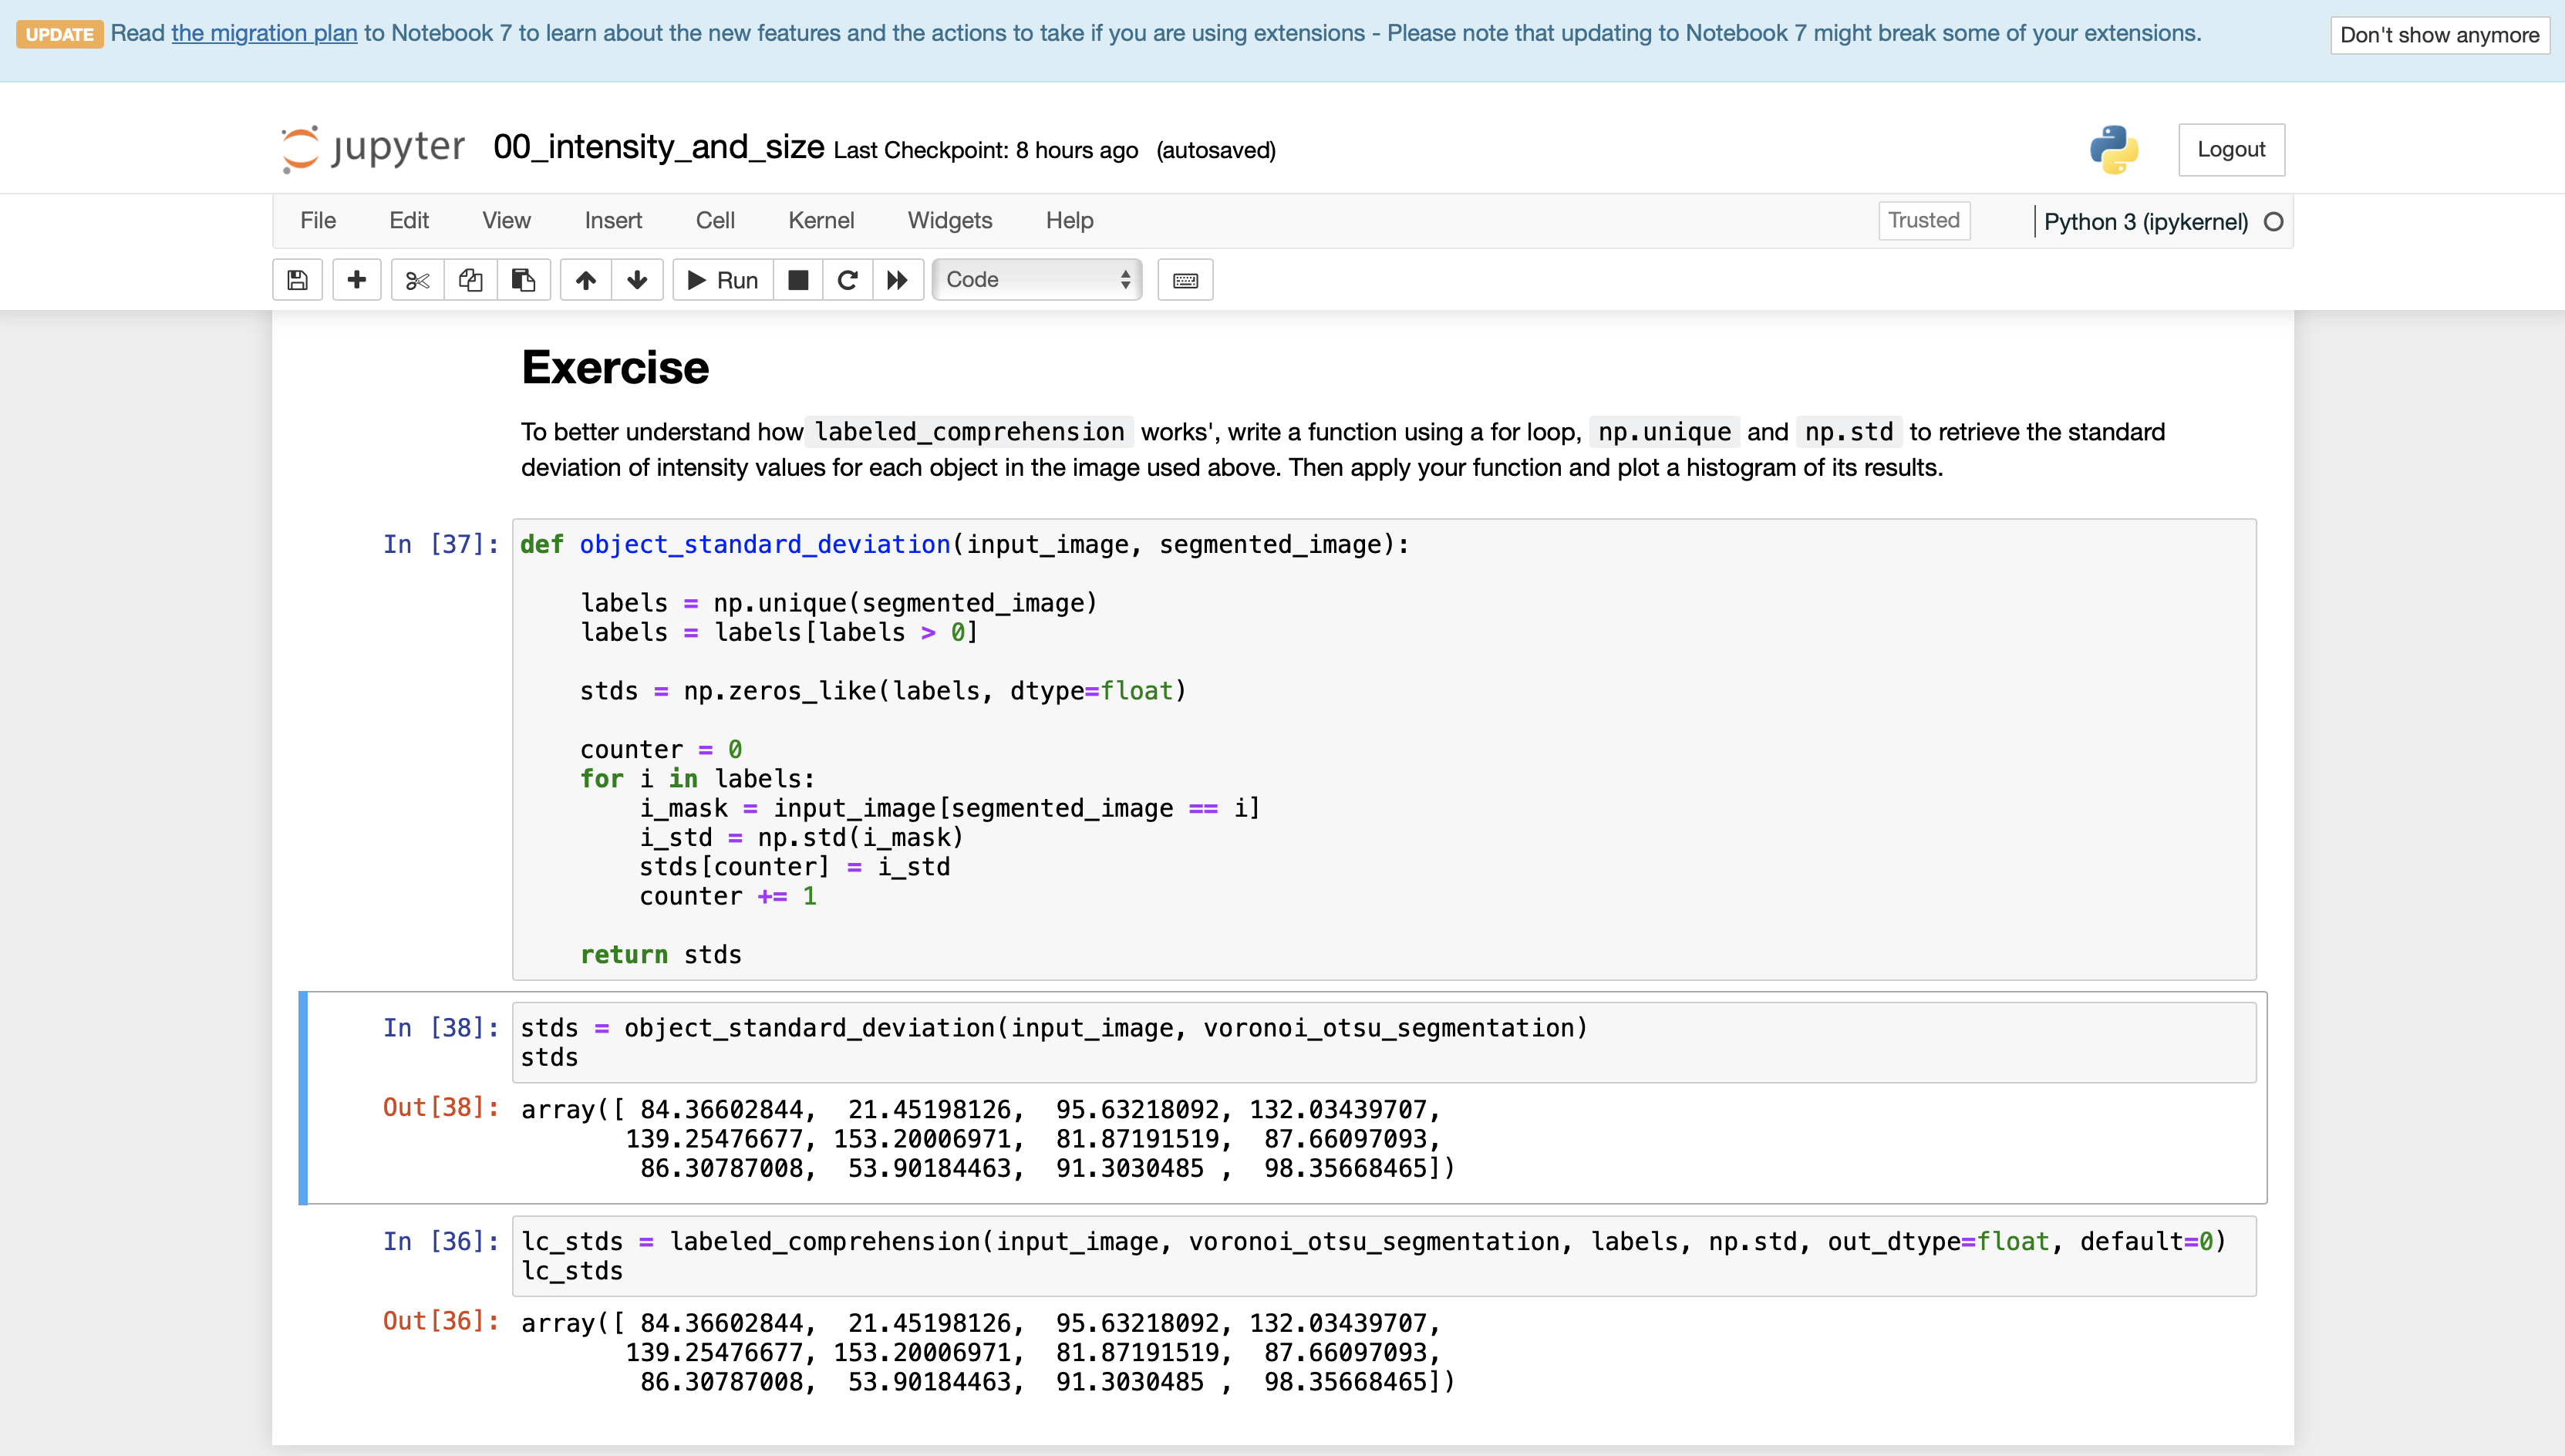 UPDATE Read the migration plan to Notebook 7 to learn about the new features and the actions to take if you are using extensions - Please note that updating to Notebook 7 might break some of your extensions. Don't show anymore
jupyter 00_intensity_and_size Last Checkpoint: 8 hours ago (autosaved) Logout
File Edit View Insert Cell Kernel Widgets Help Trusted Python 3 (ipykernel)
Run Code
Exercise
To better understand how labeled_comprehension works', write a function using a for loop, np.unique and np.std to retrieve the standard
deviation of intensity values for each object in the image used above. Then apply your function and plot a histogram of its results.
In [37]: def object_standard_deviation(input_image, segmented_image):
labels = np.unique(segmented_image)
labels = labels[labels > 0]
stds = np.zeros_like(labels, dtype=float)
counter = 0
for i in labels:
i_mask = input_image[segmented_image == i]
i_std = np.std(i_mask)
stds[counter] = i_std
counter += 1
return stds
In [38]: stds = object_standard_deviation(input_image, voronoi_otsu_segmentation)
stds
Out[38]: array([ 84.36602844, 21.45198126, 95.63218092, 132.03439707,
139.25476677, 153.20006971, 81.87191519, 87.66097093,
86.30787008, 53.90184463, 91.3030485 , 98.35668465])
In [36]: lc_stds = labeled_comprehension(input_image, voronoi_otsu_segmentation, labels, np.std, out_dtype=float, default=0)
lc_stds
Out[36]: array([ 84.36602844, 21.45198126, 95.63218092, 132.03439707,
139.25476677, 153.20006971, 81.87191519, 87.66097093,
86.30787008, 53.90184463, 91.3030485 , 98.35668465])